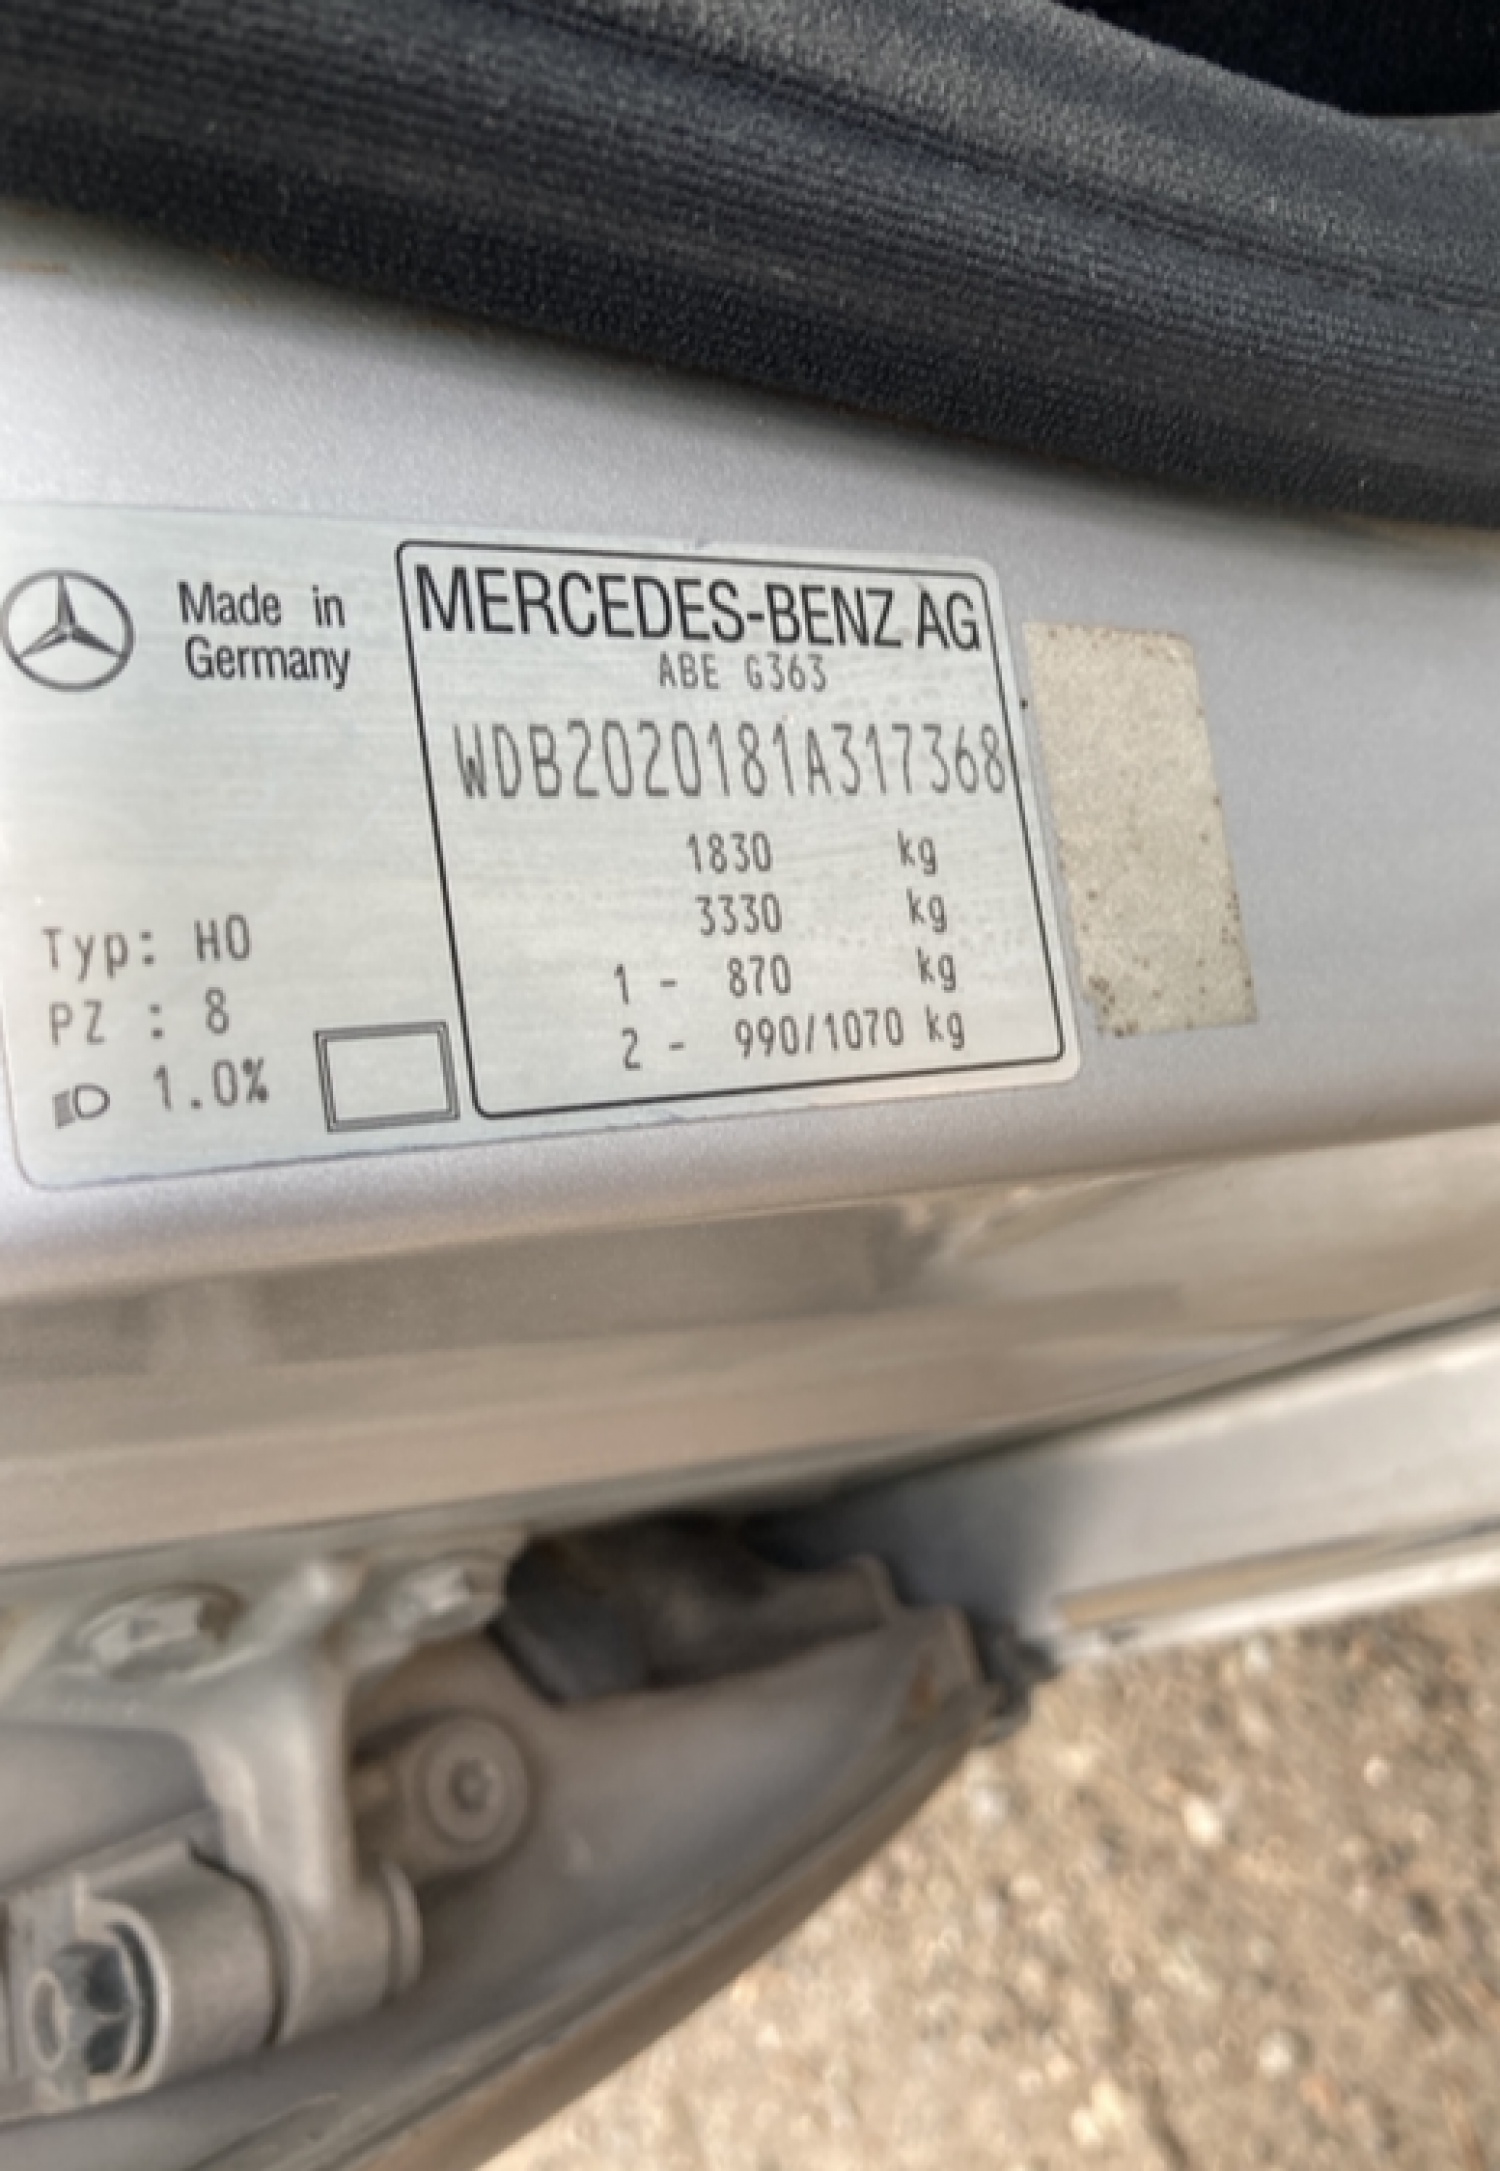 Made in
Germany
Typ: H0
PZ : 8
1.0%
MERCEDES-BENZ AG
ABE G363
WDB2020181A317368
1830 kg
3330 kg
1 - 870 kg
2 - 990/1070 kg